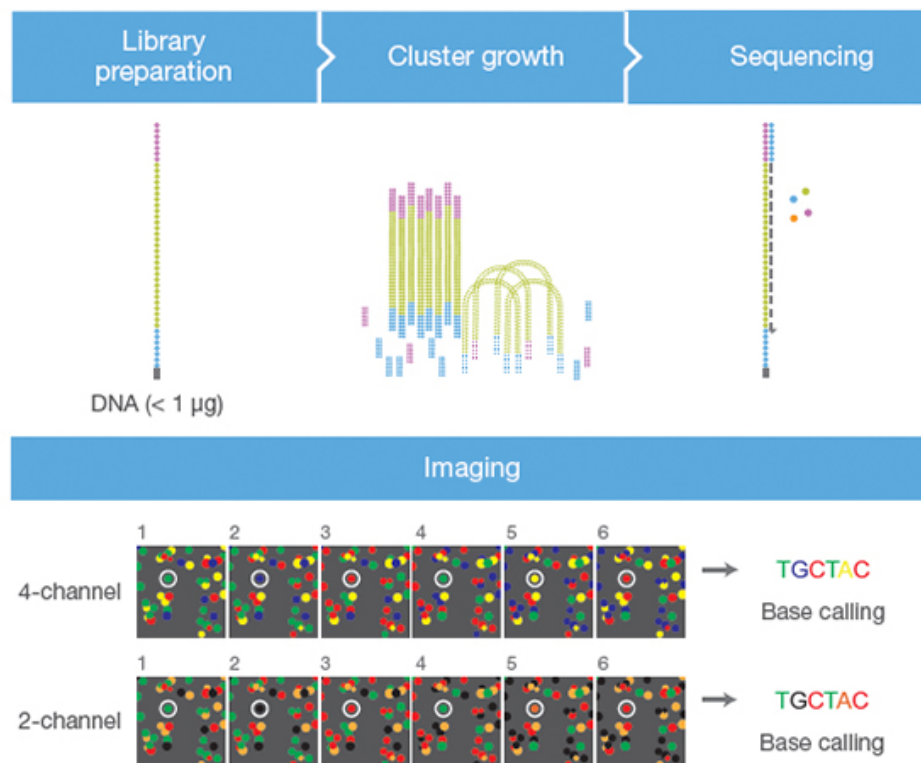 Library
preparation
Cluster growth
Sequencing
DNA (< 1 µg)
Imaging
1 2 3 4 5 6
4-channel
TGCTAC
Base calling
1 2 3 4 5 6
2-channel
TGCTAC
Base calling